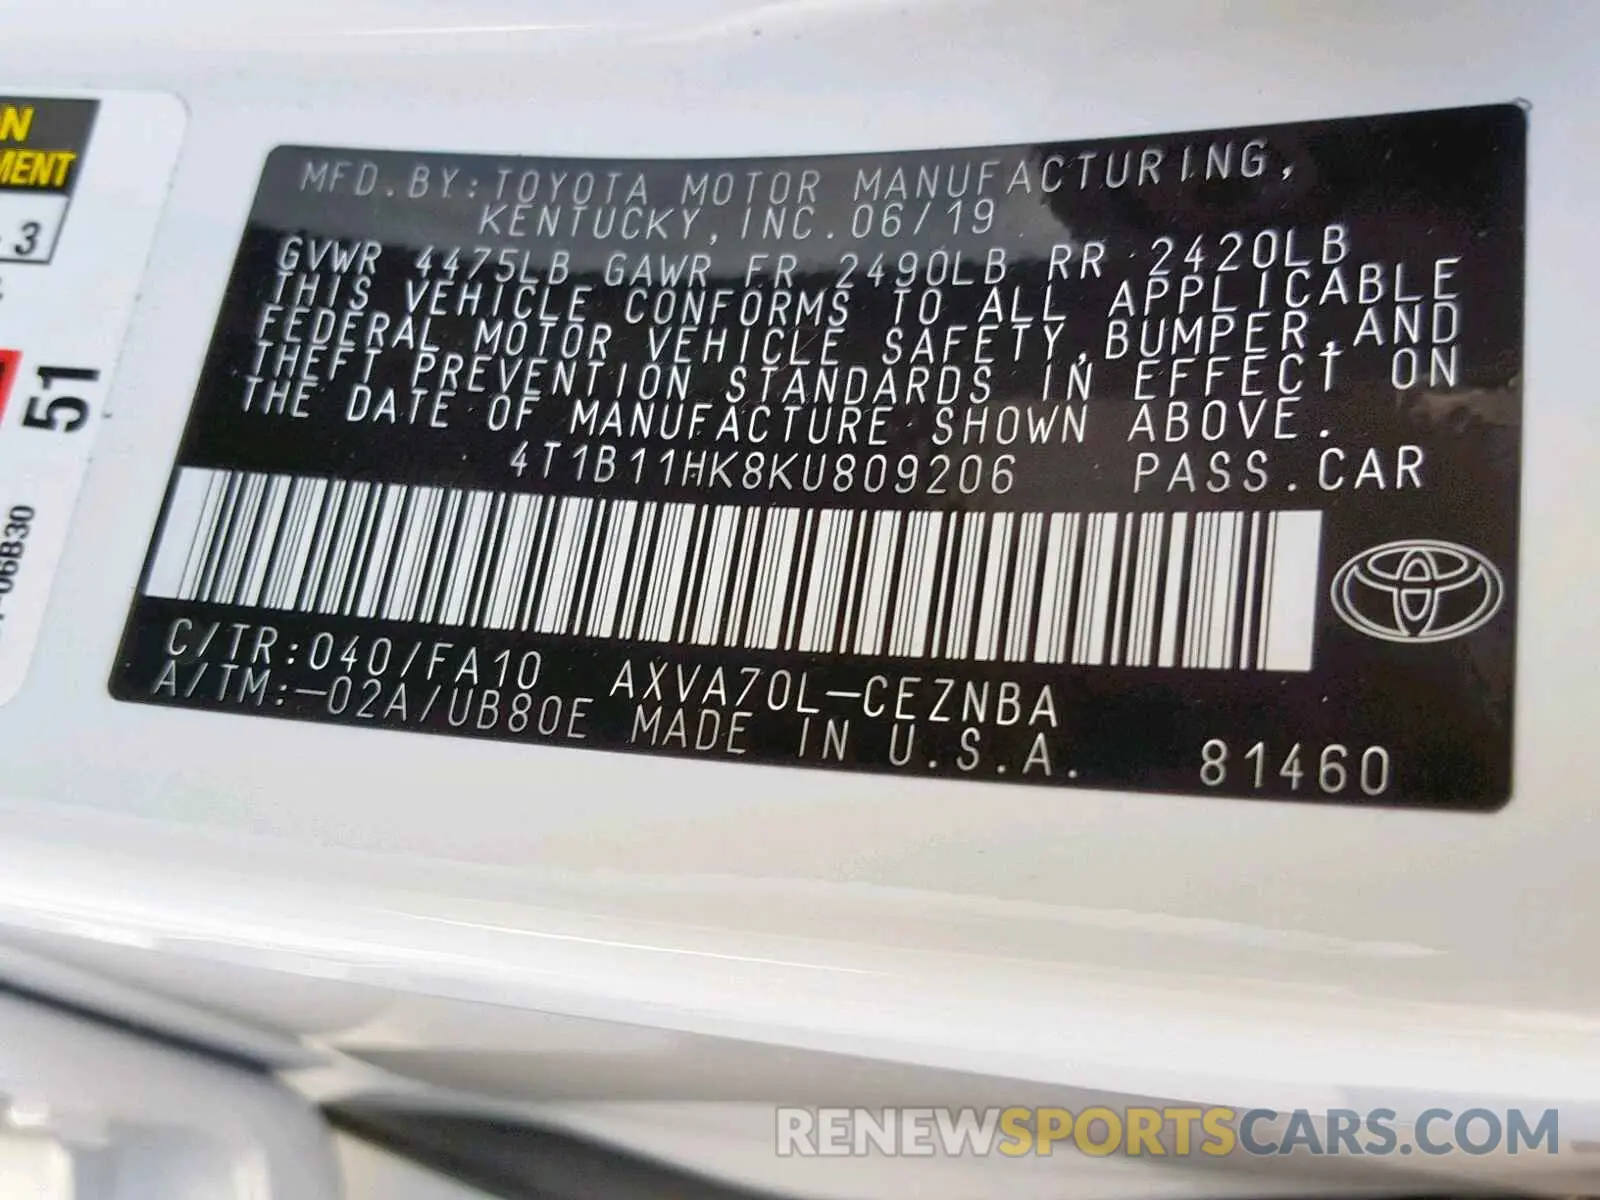 N
MENT
3
51
06B30
MFD.BY:TOYOTA MOTOR MANUFACTURING,
KENTUCKY,INC.06/19
GVWR 4475LB GAWR FR 2490LB RR 2420LB
THIS VEHICLE CONFORMS TO ALL APPLICABLE
FEDERAL MOTOR VEHICLE SAFETY,BUMPER,AND
THEFT PREVENTION STANDARDS IN EFFECT ON
THE DATE OF MANUFACTURE SHOWN ABOVE.
4T1B11HK8KU809206 PASS.CAR
C/TR:040/FA10 AXVA70L-CEZNBA
A/TM:-02A/UB80E MADE IN U.S.A. 81460
RENEWSPORTSCARS.COM